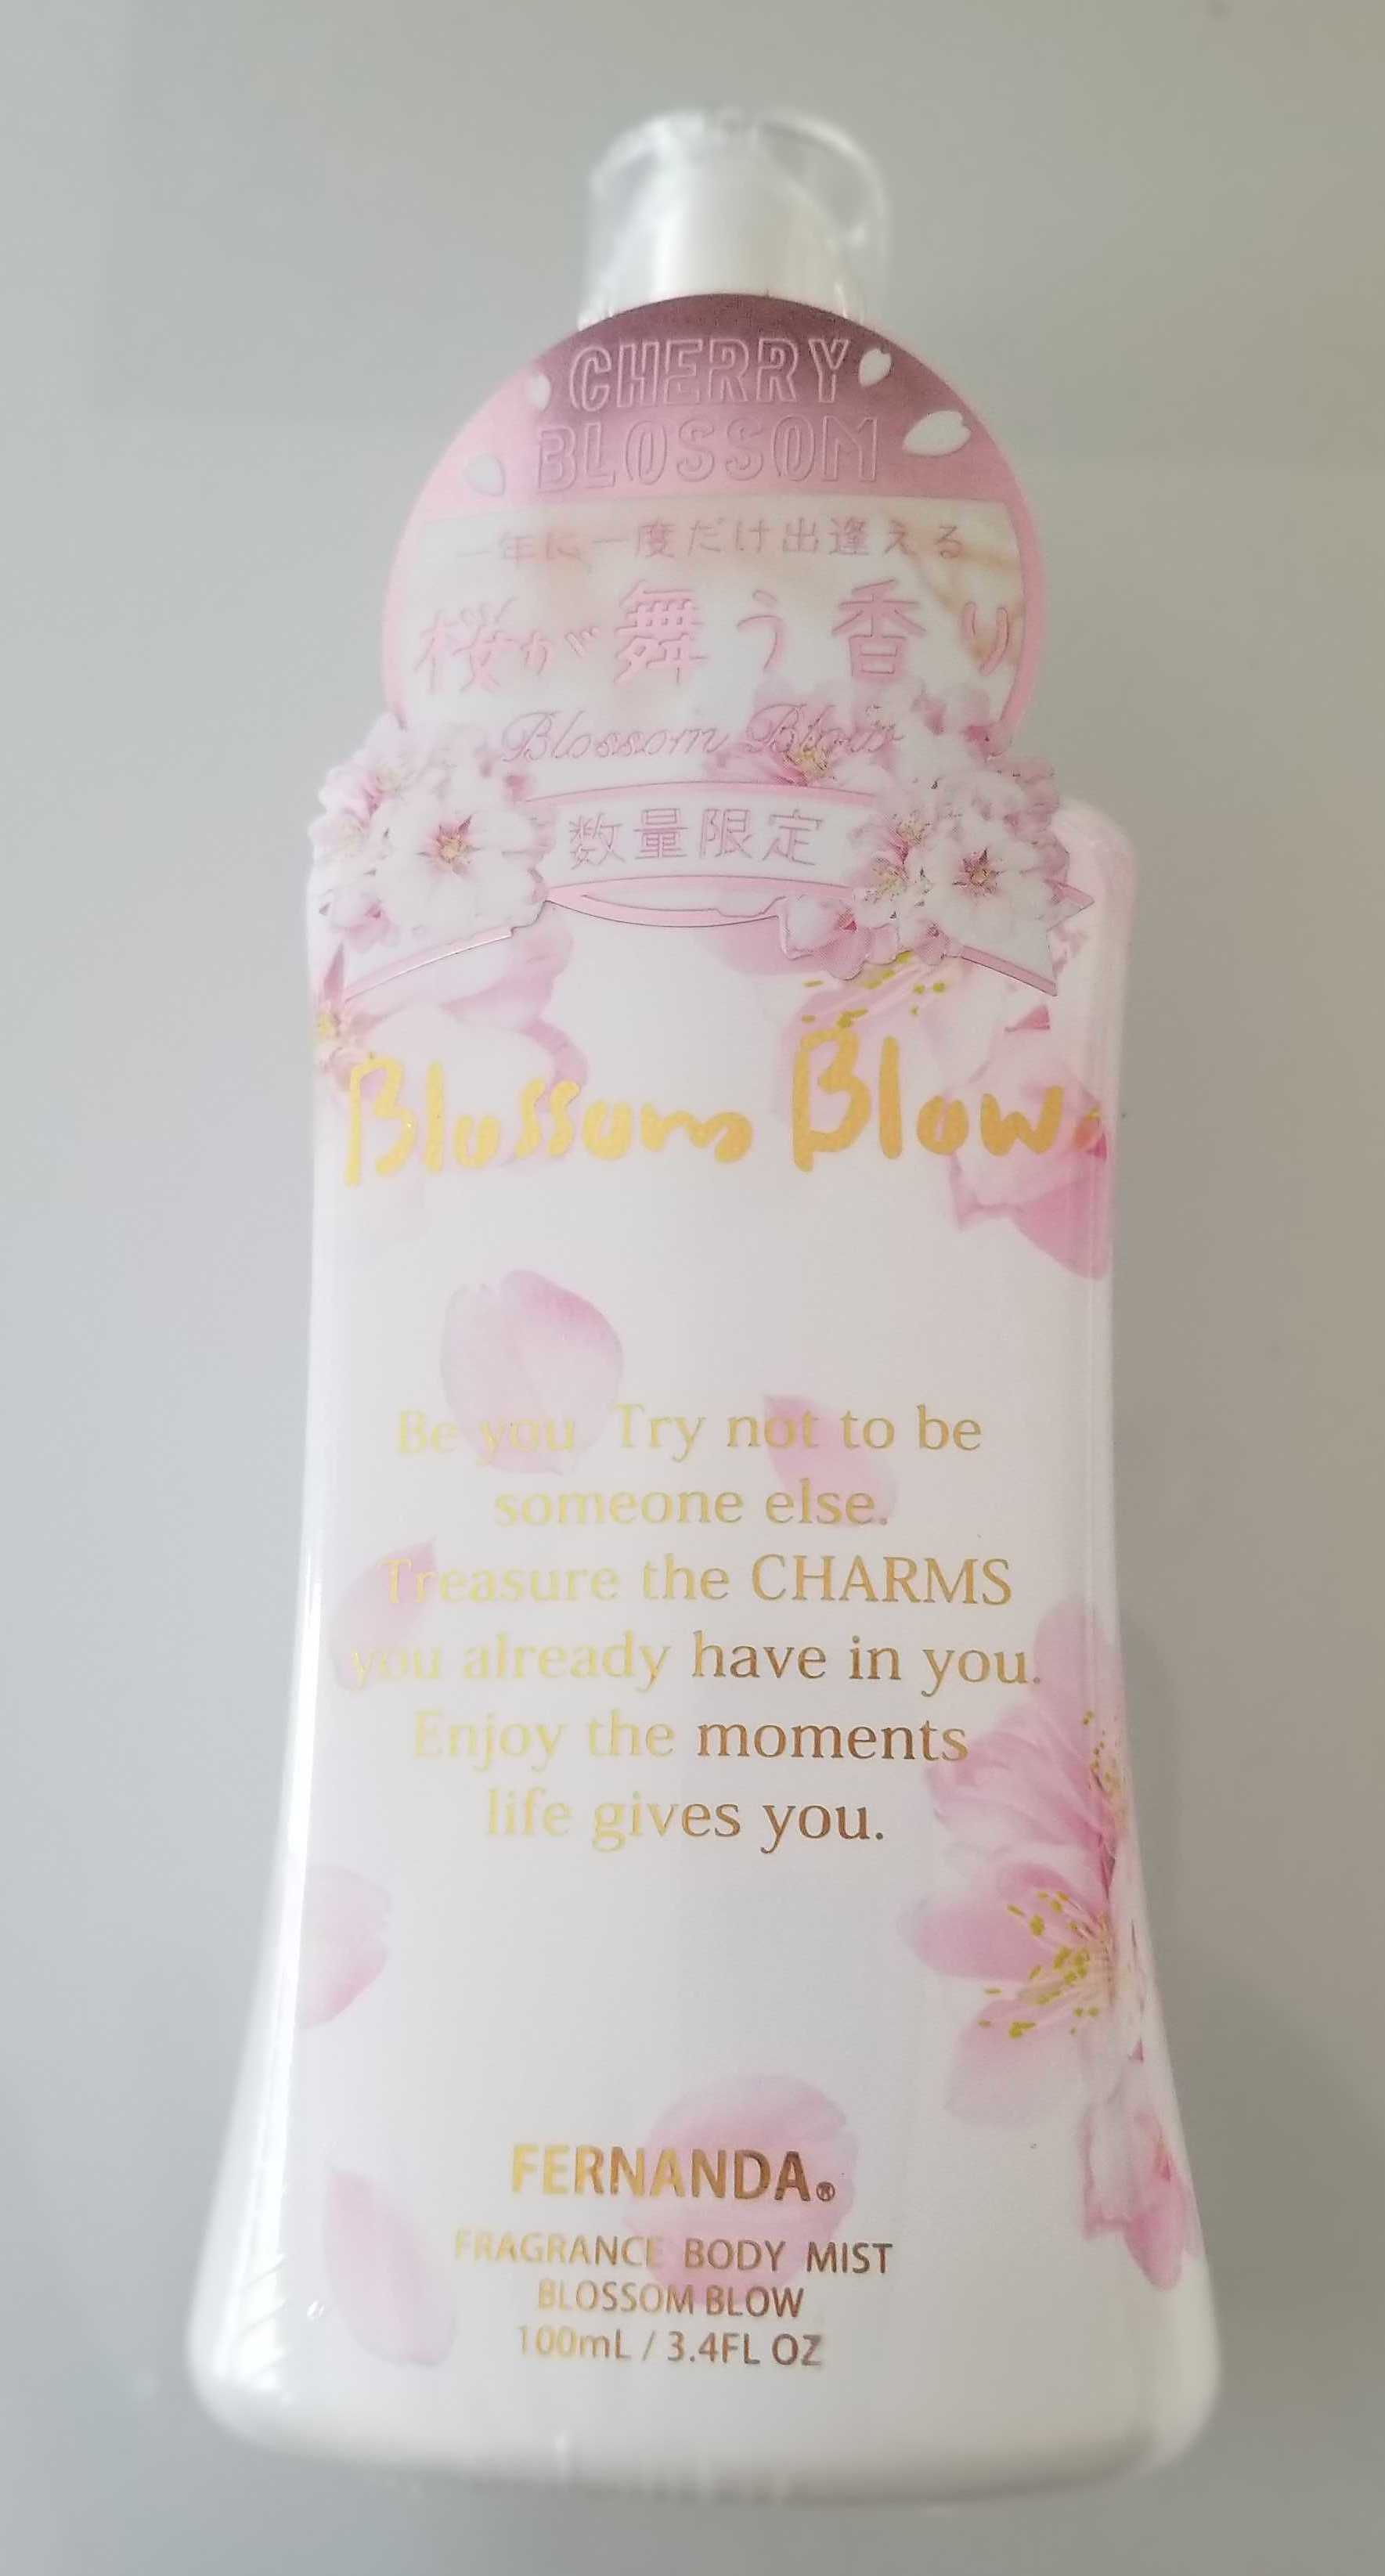 CHERRY
BLOSSOM
一年に一度だけ出逢える
桜が舞う香り
Blossom Blow
数量限定
Blossom Blow
Be you. Try not to be
someone else.
Treasure the CHARMS
you already have in you.
Enjoy the moments
life gives you.
FERNANDA®
FRAGRANCE BODY MIST
BLOSSOM BLOW
100mL / 3.4FL OZ